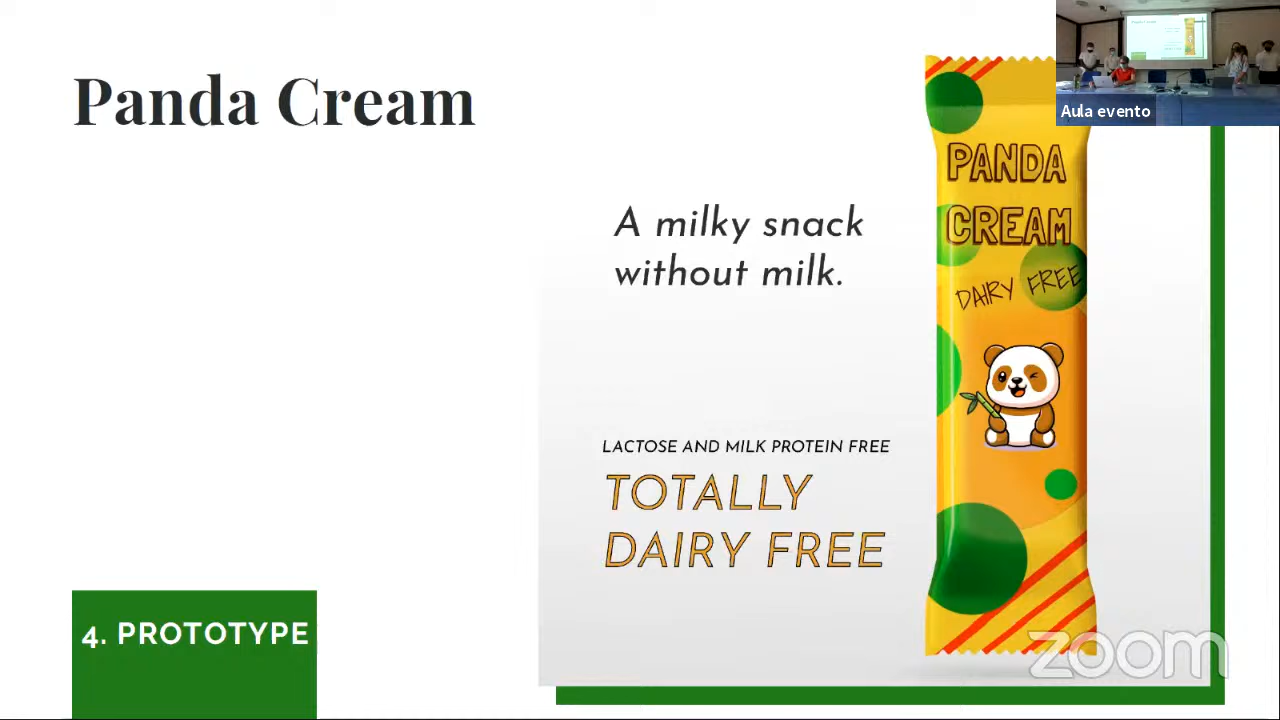 Panda Cream
Aula evento
A milky snack
without milk.
PANDA
CREAM
DAIRY FREE
LACTOSE AND MILK PROTEIN FREE
TOTALLY
DAIRY FREE
4. PROTOTYPE
zoom